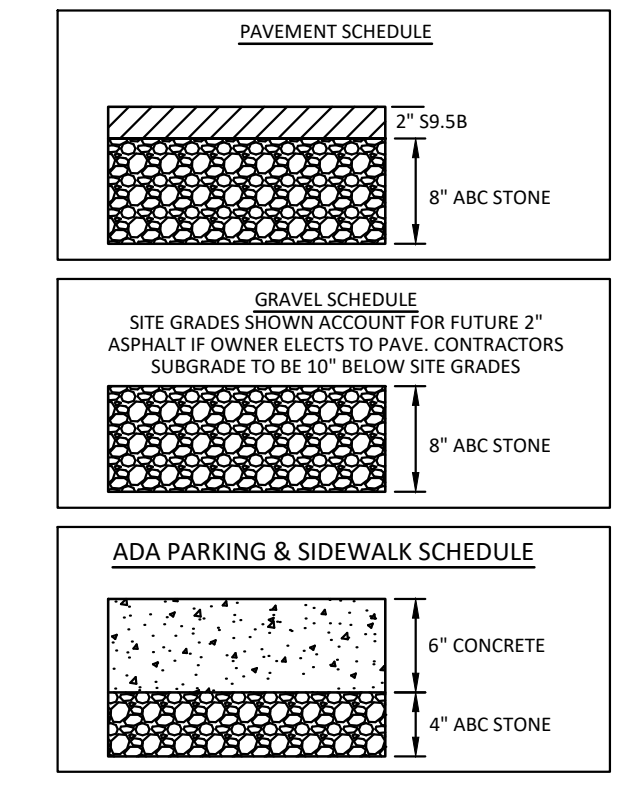 PAVEMENT SCHEDULE
2" S9.5B
8" ABC STONE
GRAVEL SCHEDULE
SITE GRADES SHOWN ACCOUNT FOR FUTURE 2"
ASPHALT IF OWNER ELECTS TO PAVE. CONTRACTORS
SUBGRADE TO BE 10" BELOW SITE GRADES
8" ABC STONE
ADA PARKING & SIDEWALK SCHEDULE
6" CONCRETE
4" ABC STONE